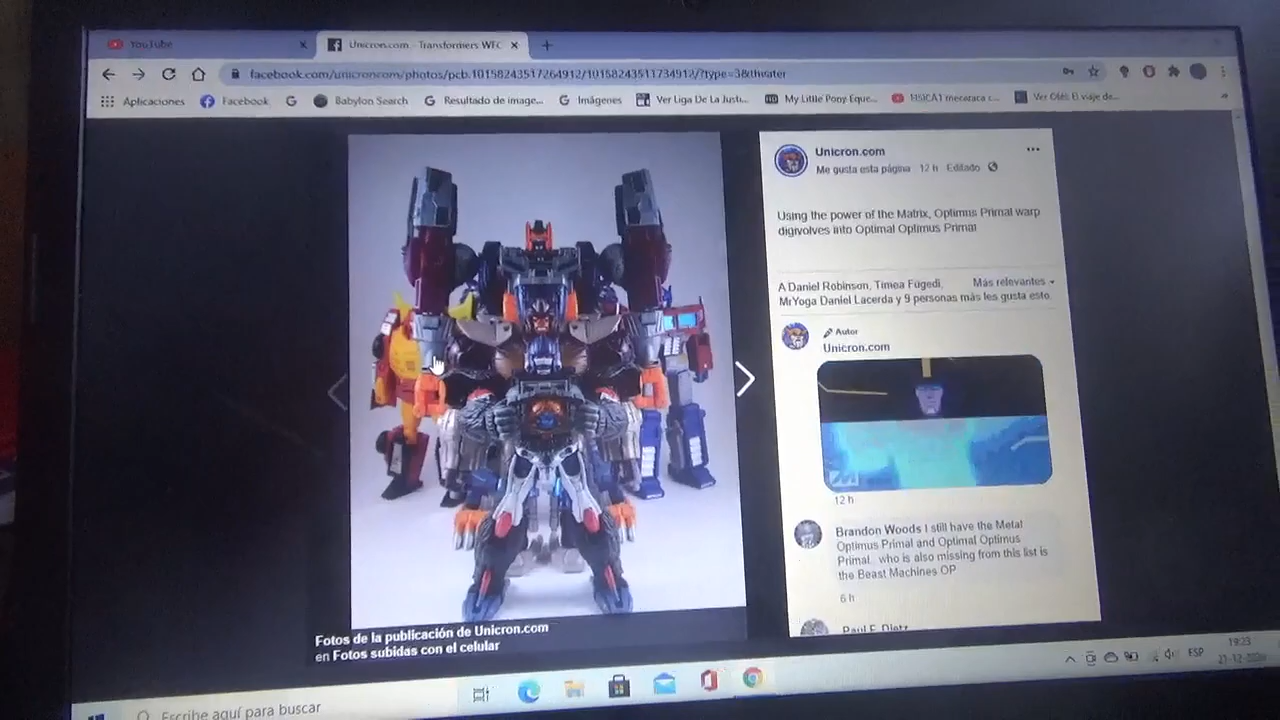 YouTube
Unicron.com - Transformers WFC
facebook.com/unicroncom/photos/pcb.10158243517264912/10158243511734912/?type=3&theater
Aplicaciones
Facebook
G
Babylon Search
Resultado de image...
Imágenes
Ver Liga De La Justi...
My Little Pony Eque...
Ver Olé! El viaje de...
Unicron.com
Me gusta esta página 12 h Editado
Using the power of the Matrix, Optimus Primal warp
digivolves into Optimal Optimus Primal
A Daniel Robinson, Tímea Fügedi,
MrYoga Daniel Lacerda y 9 personas más les gusta esto.
Más relevantes
Autor
Unicron.com
12 h
Brandon Woods I still have the Metal
Optimus Primal and Optimal Optimus
Primal. who is also missing from this list is
the Beast Machines OP
6 h
Paul F. Dietz
Fotos de la publicación de Unicron.com
en Fotos subidas con el celular
Escribe aquí para buscar
ESP
19:23